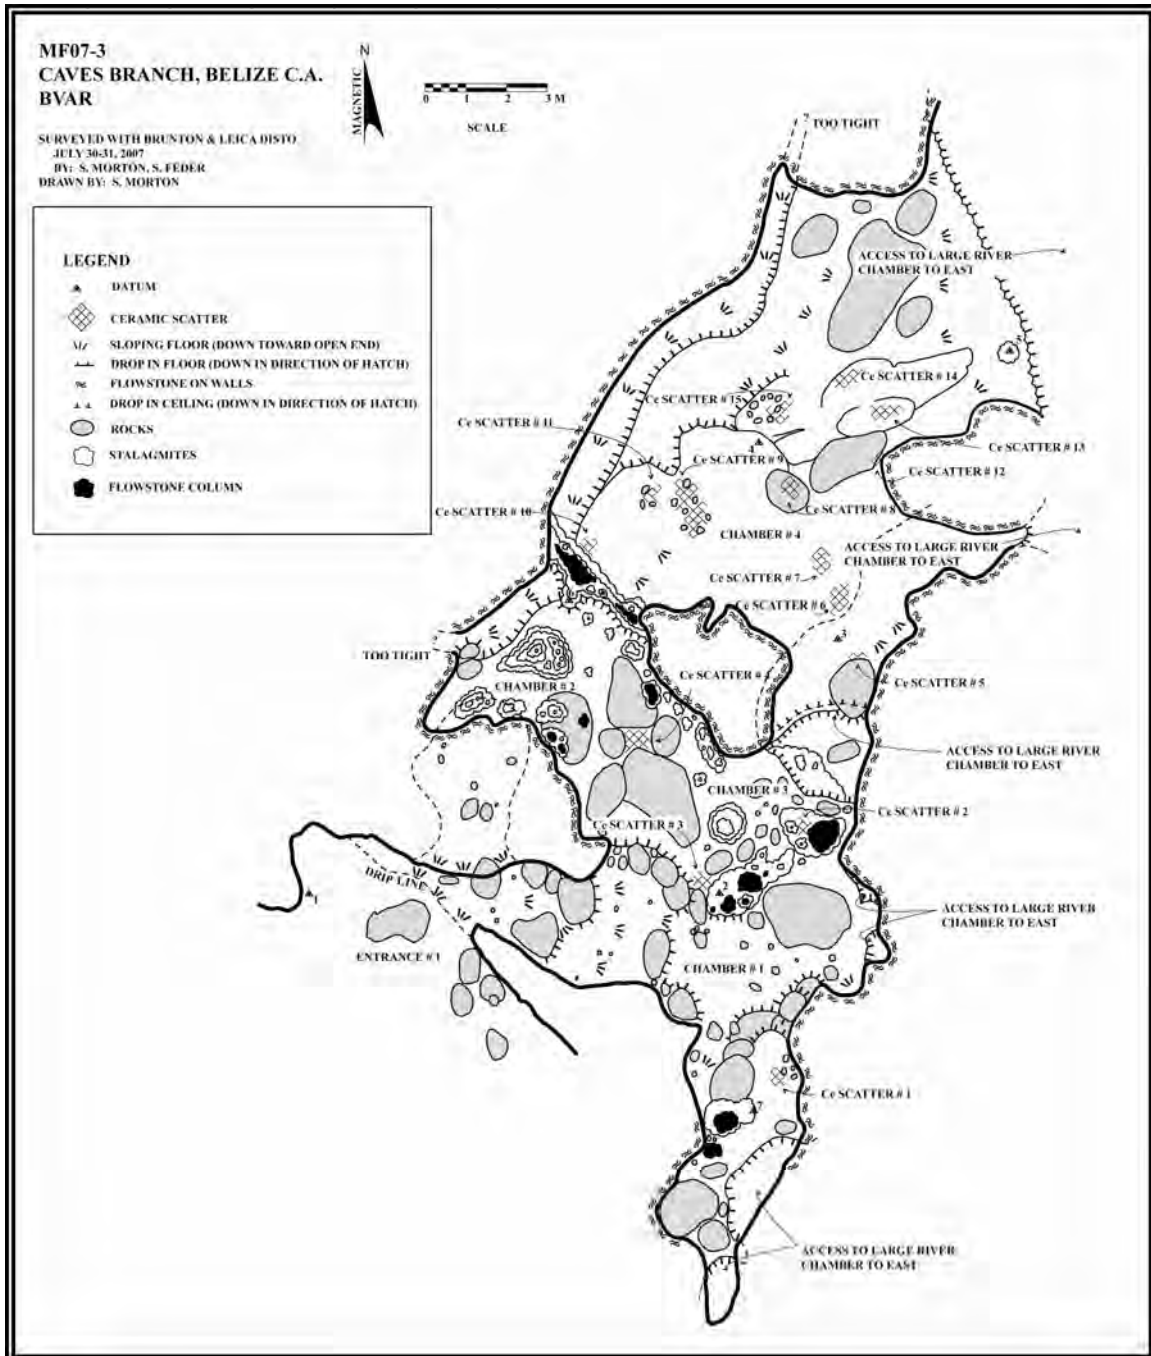 MF07-3
CAVES BRANCH, BELIZE C.A.
BVAR
SURVEYED WITH BRUNTON & LEICA DISTO
JULY 30-31, 2007
BY: S. MORTON, S. FEDER
DRAWN BY: S. MORTON
N
MAGNETIC
0 1 2 3 M
SCALE
LEGEND
DATUM
CERAMIC SCATTER
SLOPING FLOOR (DOWN TOWARD OPEN END)
DROP IN FLOOR (DOWN IN DIRECTION OF HATCH)
FLOWSTONE ON WALLS
DROP IN CEILING (DOWN IN DIRECTION OF HATCH)
ROCKS
STALAGMITES
FLOWSTONE COLUMN
?
TOO TIGHT
ACCESS TO LARGE RIVER
CHAMBER TO EAST
Ce SCATTER # 14
Ce SCATTER # 15
Ce SCATTER # 11
4
Ce SCATTER # 13
Ce SCATTER # 9
Ce SCATTER # 12
Ce SCATTER # 10
Ce SCATTER # 8
CHAMBER # 4
ACCESS TO LARGE RIVER
CHAMBER TO EAST
Ce SCATTER # 7
Ce SCATTER # 6
3
TOO TIGHT
Ce SCATTER # 4
Ce SCATTER # 5
CHAMBER # 2
ACCESS TO LARGE RIVER
CHAMBER TO EAST
CHAMBER # 3
Ce SCATTER # 2
Ce SCATTER # 3
DRIP LINE
1
2
ACCESS TO LARGE RIVER
CHAMBER TO EAST
ENTRANCE # 1
CHAMBER # 1
Ce SCATTER # 1
7
ACCESS TO LARGE RIVER
CHAMBER TO EAST